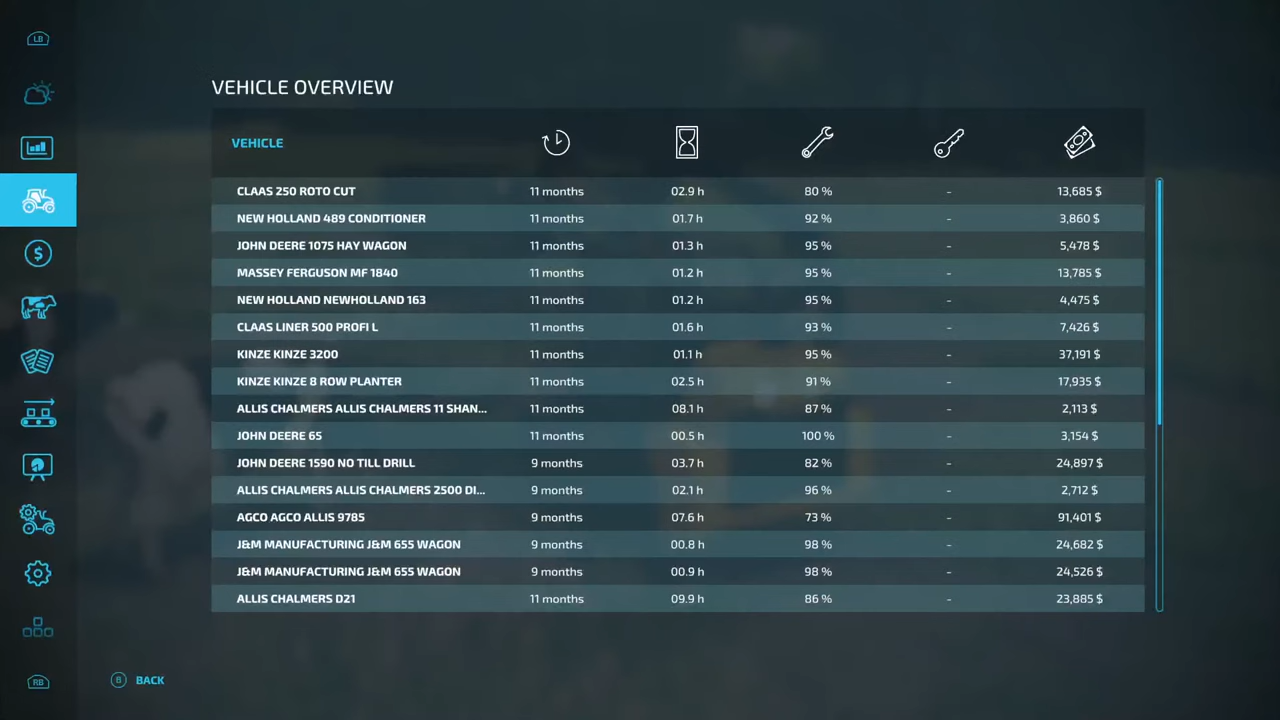 LB
VEHICLE OVERVIEW
VEHICLE
CLAAS 250 ROTO CUT 11 months 02.9 h 80 % - 13,685 $
NEW HOLLAND 489 CONDITIONER 11 months 01.7 h 92 % - 3,860 $
JOHN DEERE 1075 HAY WAGON 11 months 01.3 h 95 % - 5,478 $
MASSEY FERGUSON MF 1840 11 months 01.2 h 95 % - 13,785 $
NEW HOLLAND NEWHOLLAND 163 11 months 01.2 h 95 % - 4,475 $
CLAAS LINER 500 PROFI L 11 months 01.6 h 93 % - 7,426 $
KINZE KINZE 3200 11 months 01.1 h 95 % - 37,191 $
KINZE KINZE 8 ROW PLANTER 11 months 02.5 h 91 % - 17,935 $
ALLIS CHALMERS ALLIS CHALMERS 11 SHAN... 11 months 08.1 h 87 % - 2,113 $
JOHN DEERE 65 11 months 00.5 h 100 % - 3,154 $
JOHN DEERE 1590 NO TILL DRILL 9 months 03.7 h 82 % - 24,897 $
ALLIS CHALMERS ALLIS CHALMERS 2500 DI... 9 months 02.1 h 96 % - 2,712 $
AGCO AGCO ALLIS 9785 9 months 07.6 h 73 % - 91,401 $
J&M MANUFACTURING J&M 655 WAGON 9 months 00.8 h 98 % - 24,682 $
J&M MANUFACTURING J&M 655 WAGON 9 months 00.9 h 98 % - 24,526 $
ALLIS CHALMERS D21 11 months 09.9 h 86 % - 23,885 $
RB
B BACK